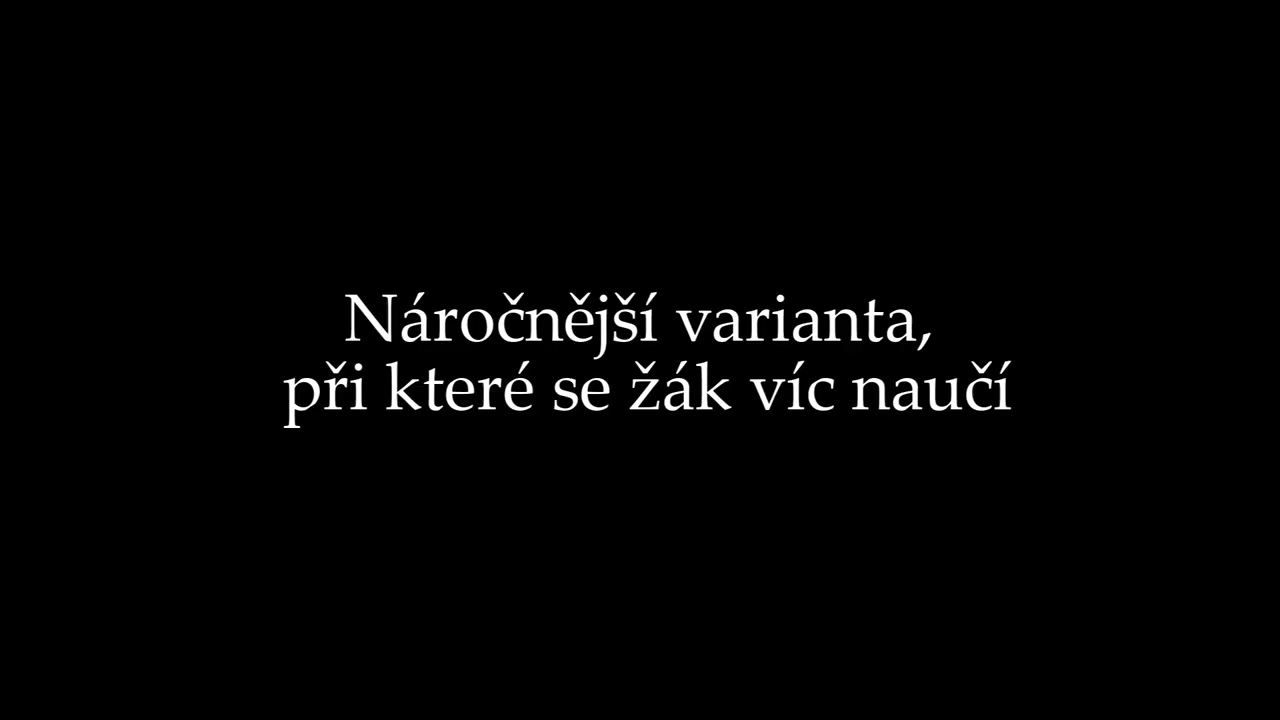 Náročnější varianta,
při které se žák víc naučí